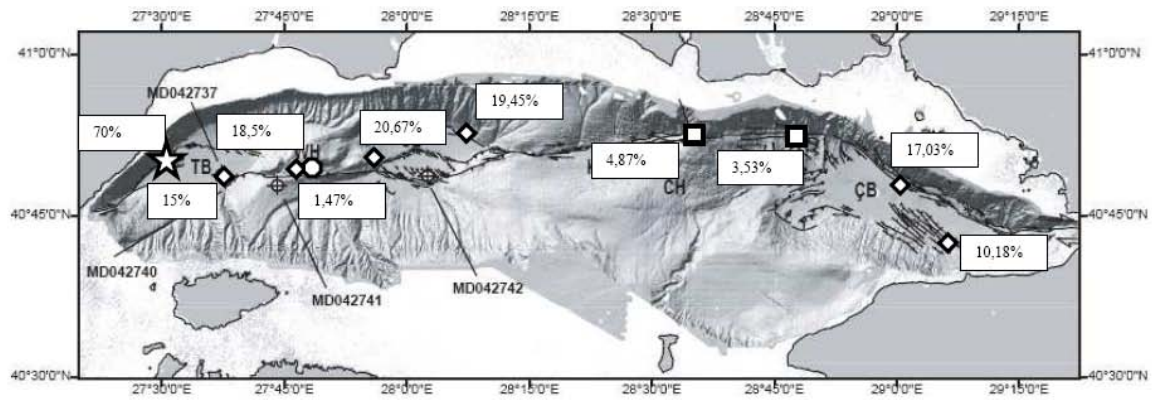 27°30'0"E 27°45'0"E 28°0'0"E 28°15'0"E 28°30'0"E 28°45'0"E 29°0'0"E 29°15'0"E
41°0'0"N 41°0'0"N
MD042737
19,45%
70% 18,5% 20,67%
17,03%
4,87% 3,53%
TB
CH
ÇB
15% 1,47%
40°45'0"N 40°45'0"N
10,18%
MD042740
MD042741
MD042742
40°30'0"N 40°30'0"N
27°30'0"E 27°45'0"E 28°0'0"E 28°15'0"E 28°30'0"E 28°45'0"E 29°0'0"E 29°15'0"E